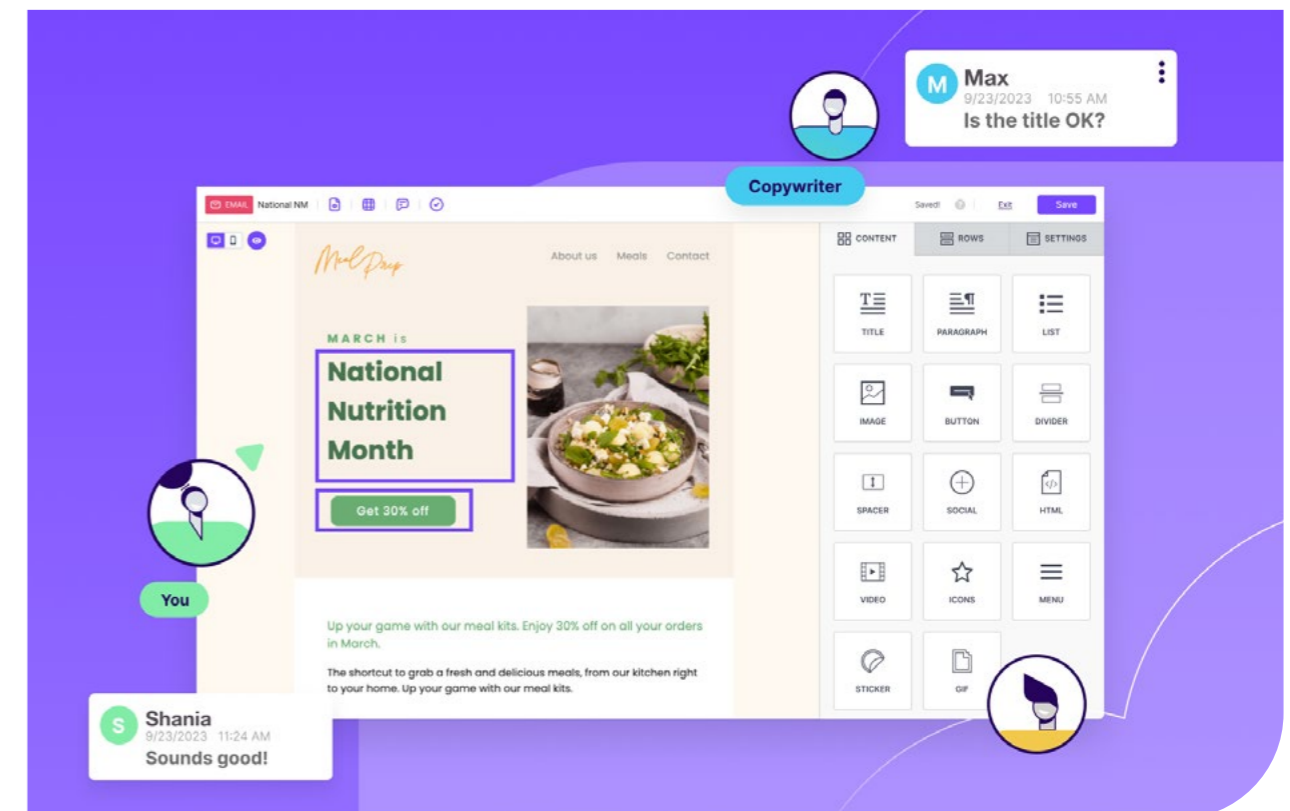 M
Max
9/23/2023 10:55 AM
Is the title OK?
Copywriter
EMAIL National NM
Saved! Exit Save
CONTENT ROWS SETTINGS
Meal Prep
About us Meals Contact
MARCH is
National
Nutrition
Month
Get 30% off
TITLE PARAGRAPH LIST
IMAGE BUTTON DIVIDER
SPACER SOCIAL HTML
VIDEO ICONS MENU
STICKER GIF
You
Up your game with our meal kits. Enjoy 30% off on all your orders
in March.
The shortcut to grab a fresh and delicious meals, from our kitchen right
to your home. Up your game with our meal kits.
S
Shania
9/23/2023 11:24 AM
Sounds good!